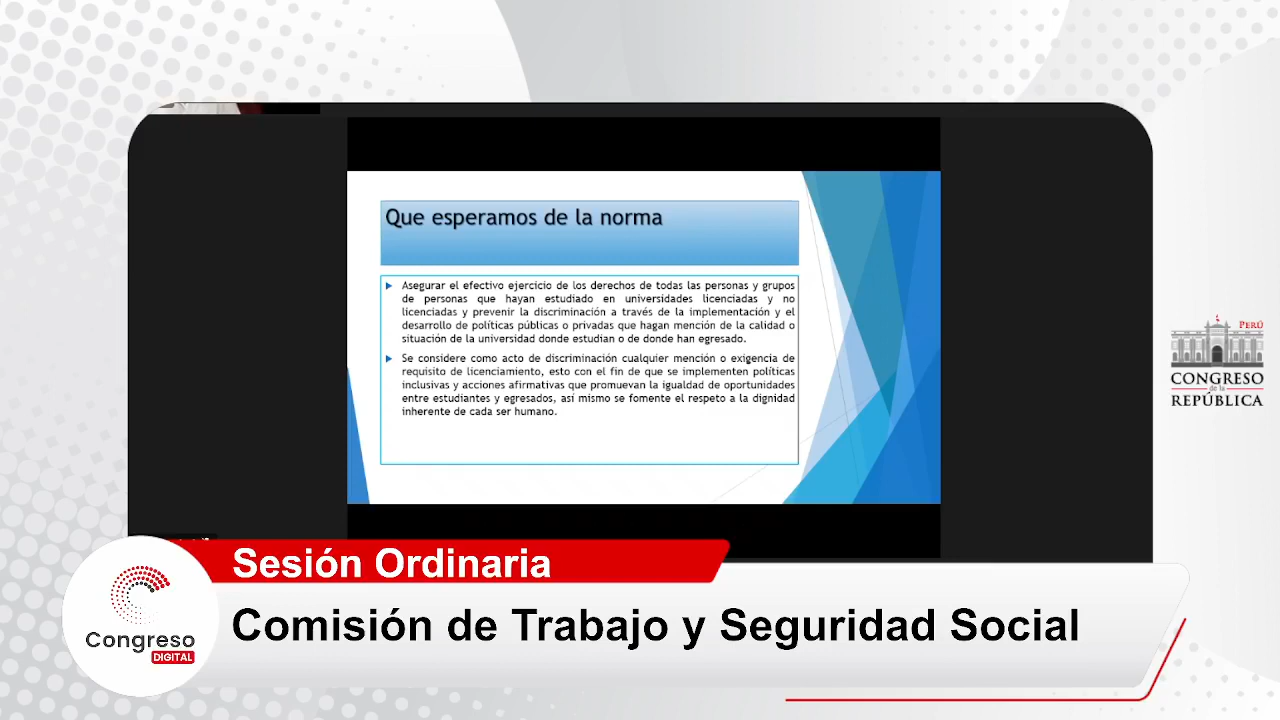 Que esperamos de la norma
Asegurar el efectivo ejercicio de los derechos de todas las personas y grupos
de personas que hayan estudiado en universidades licenciadas y no
licenciadas y prevenir la discriminación a través de la implementación y el
desarrollo de políticas públicas o privadas que hagan mención de la calidad o
situación de la universidad donde estudian o de donde han egresado.
Se considere como acto de discriminación cualquier mención o exigencia de
requisito de licenciamiento, esto con el fin de que se implementen políticas
inclusivas y acciones afirmativas que promuevan la igualdad de oportunidades
entre estudiantes y egresados, así mismo se fomente el respeto a la dignidad
inherente de cada ser humano.
PERÚ
CONGRESO
de la
REPÚBLICA
Sesión Ordinaria
Comisión de Trabajo y Seguridad Social
Congreso
DIGITAL